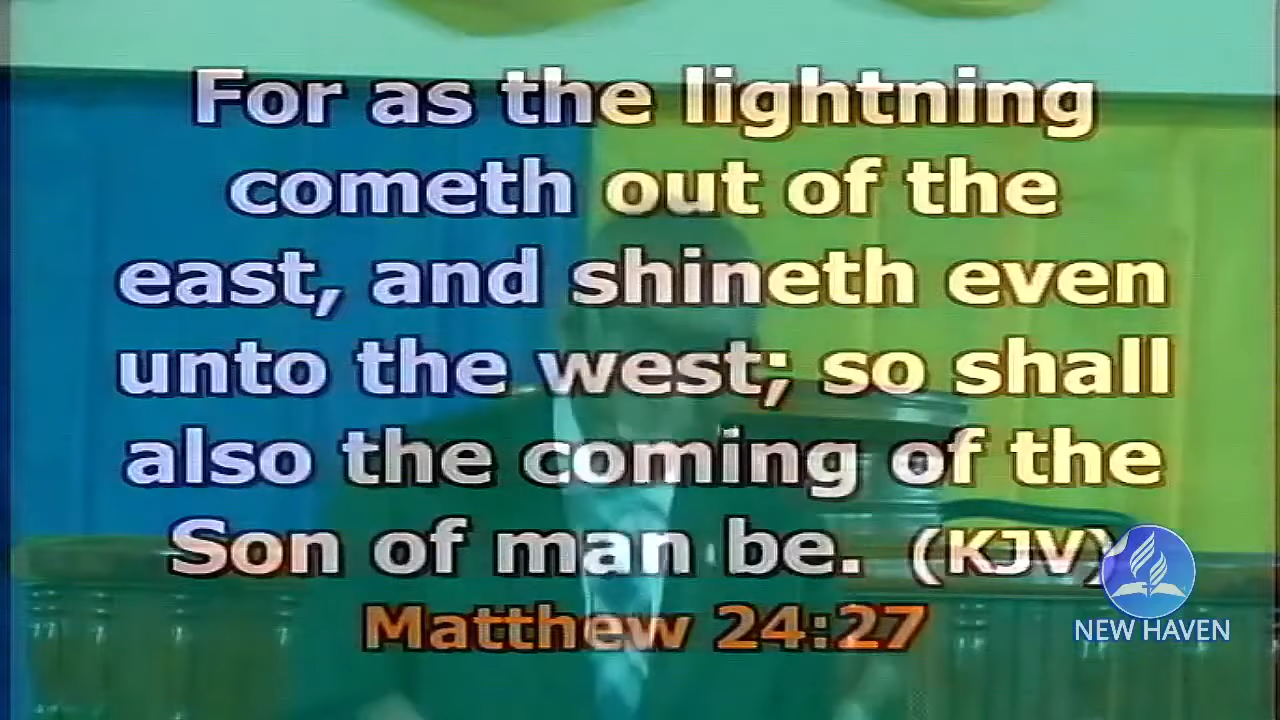 For as the lightning
cometh out of the
east, and shineth even
unto the west; so shall
also the coming of the
Son of man be. (KJV)
Matthew 24:27
NEW HAVEN